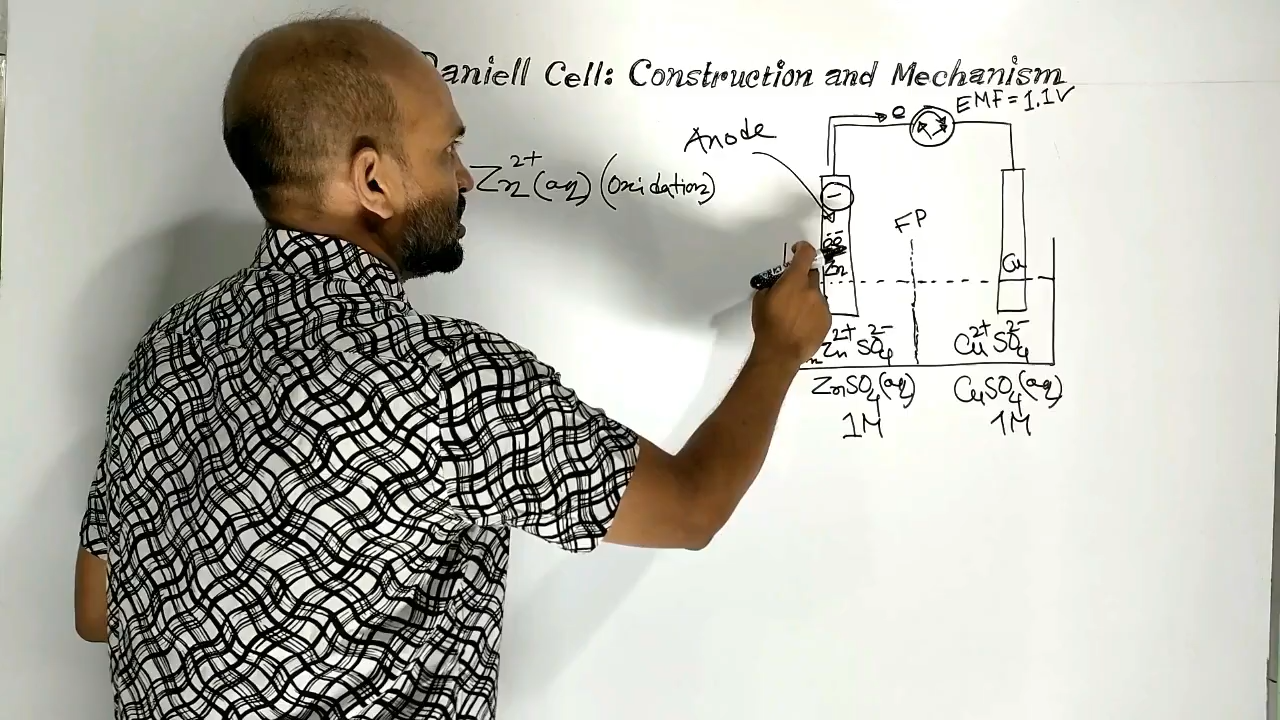 Daniell Cell: Construction and Mechanism
EMF = 1.1V
e
Anode
Zn²⁺(aq) (Oxidation)
−
FP
Zn
Cu
Zn²⁺ SO₄²⁻
Cu²⁺ SO₄²⁻
ZnSO₄(aq)
CuSO₄(aq)
1M
1M